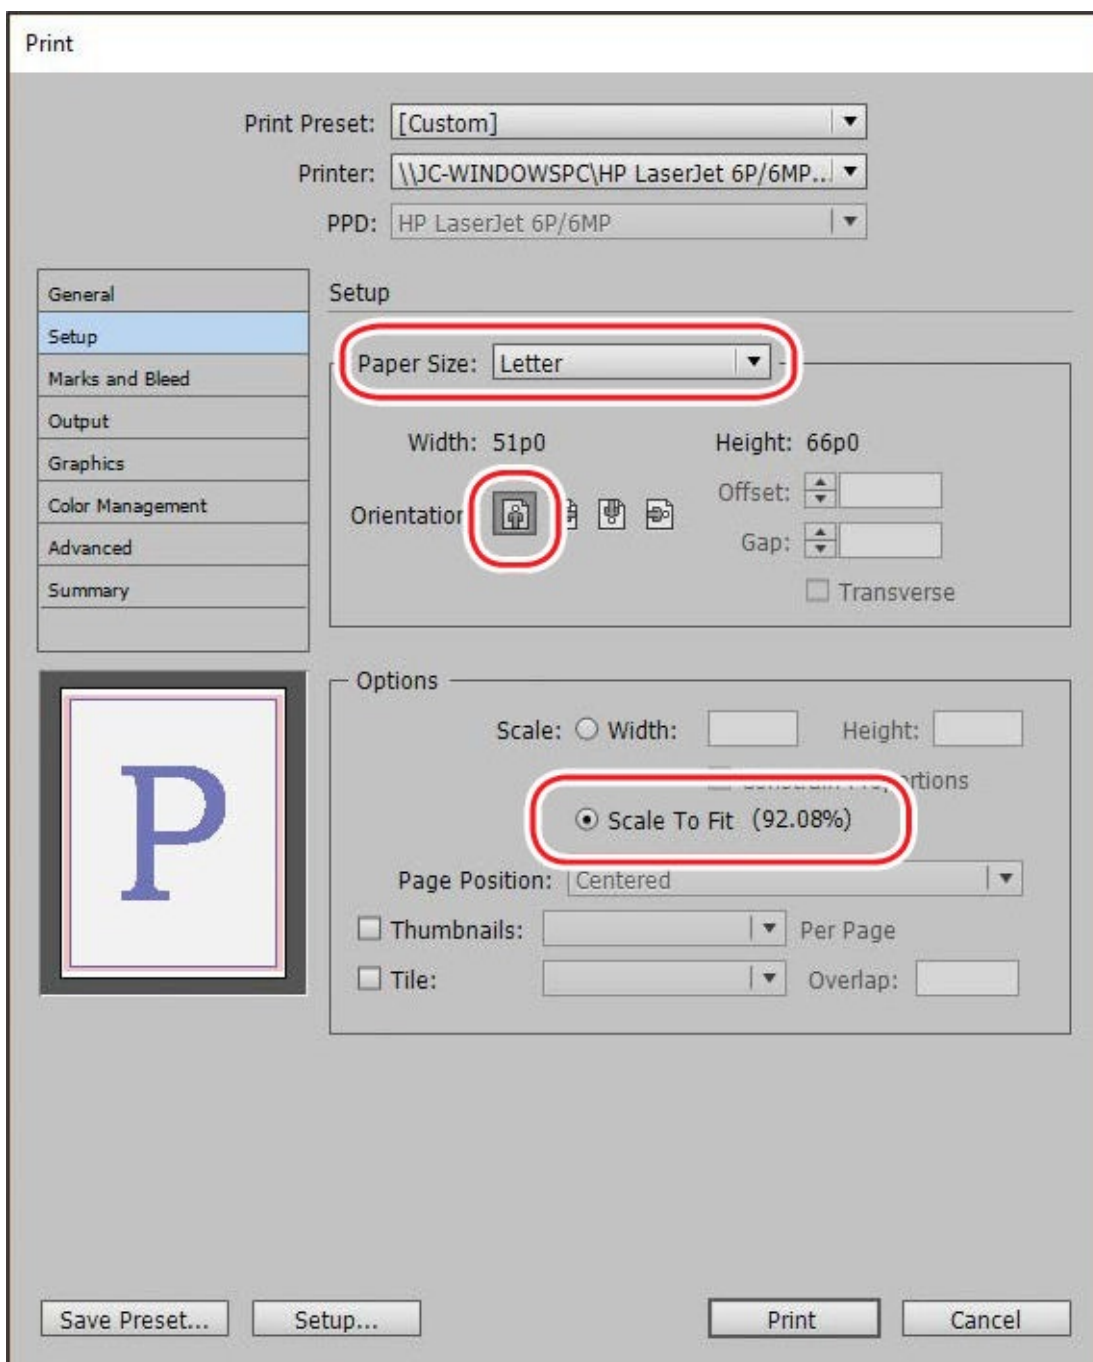 Print
Print Preset: [Custom]
Printer: \\JC-WINDOWSPC\HP LaserJet 6P/6MP...
PPD: HP LaserJet 6P/6MP
General
Setup
Marks and Bleed
Output
Graphics
Color Management
Advanced
Summary
Setup
Paper Size: Letter
Width: 51p0 Height: 66p0
Orientation
Offset:
Gap:
Transverse
P
Options
Scale: Width: Height:
Constrain Proportions
Scale To Fit (92.08%)
Page Position: Centered
Thumbnails: Per Page
Tile: Overlap:
Save Preset... Setup... Print Cancel